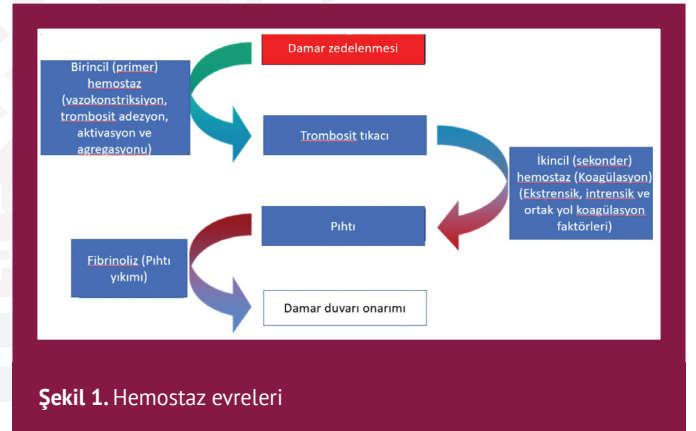 Damar zedelenmesi
Birincil (primer)
hemostaz
(vazokonstriksiyon,
trombosit adezyon,
aktivasyon ve
agregasyonu)
Trombosit tıkacı
İkincil (sekonder)
hemostaz (Koagülasyon)
(Ekstrensik, intrensik ve
ortak yol koagülasyon
faktörleri)
Pıhtı
Fibrinoliz (Pıhtı
yıkımı)
Damar duvarı onarımı
Şekil 1. Hemostaz evreleri